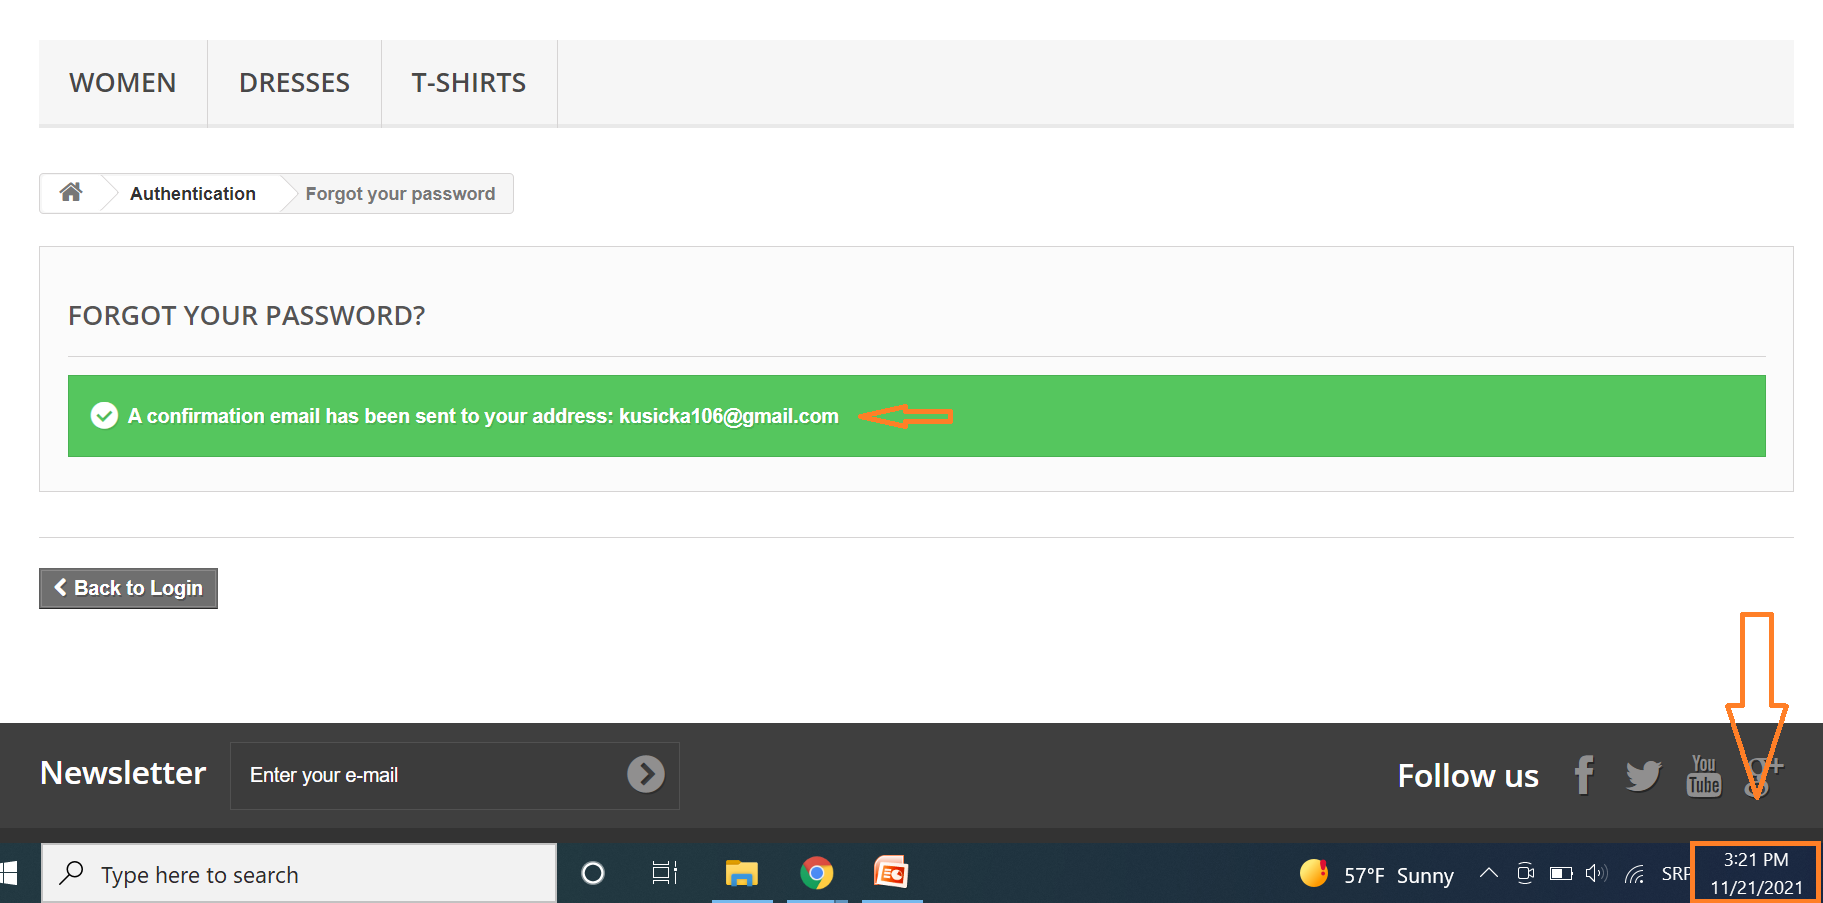 WOMEN DRESSES T-SHIRTS
Authentication Forgot your password
FORGOT YOUR PASSWORD?
A confirmation email has been sent to your address: kusicka106@gmail.com
Back to Login
Newsletter Enter your e-mail Follow us You Tube g+
Type here to search 57°F Sunny SRP 3:21 PM
11/21/2021